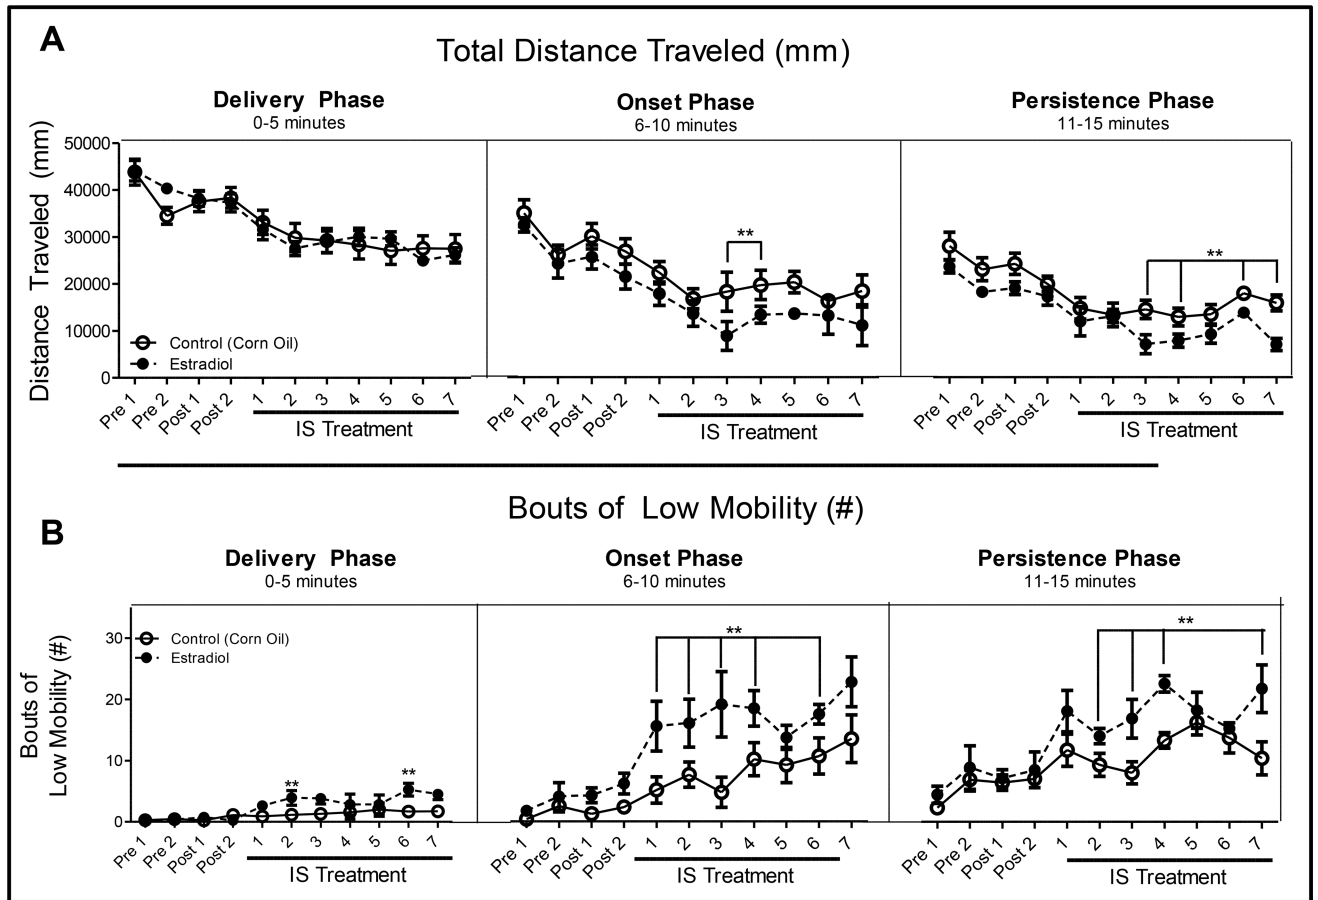 A
Total Distance Traveled (mm)
Delivery Phase
0-5 minutes
Onset Phase
6-10 minutes
Persistence Phase
11-15 minutes
Distance Traveled (mm)
50000
40000
30000
20000
10000
0
**
**
Control (Corn Oil)
Estradiol
Pre 1 Pre 2 Post 1 Post 2 1 2 3 4 5 6 7
IS Treatment
Pre 1 Pre 2 Post 1 Post 2 1 2 3 4 5 6 7
IS Treatment
Pre 1 Pre 2 Post 1 Post 2 1 2 3 4 5 6 7
IS Treatment
B
Bouts of Low Mobility (#)
Delivery Phase
0-5 minutes
Onset Phase
6-10 minutes
Persistence Phase
11-15 minutes
Bouts of
Low Mobility (#)
30
20
10
0
Control (Corn Oil)
Estradiol
**
**
**
**
Pre 1 Pre 2 Post 1 Post 2 1 2 3 4 5 6 7
IS Treatment
Pre 1 Pre 2 Post 1 Post 2 1 2 3 4 5 6 7
IS Treatment
Pre 1 Pre 2 Post 1 Post 2 1 2 3 4 5 6 7
IS Treatment